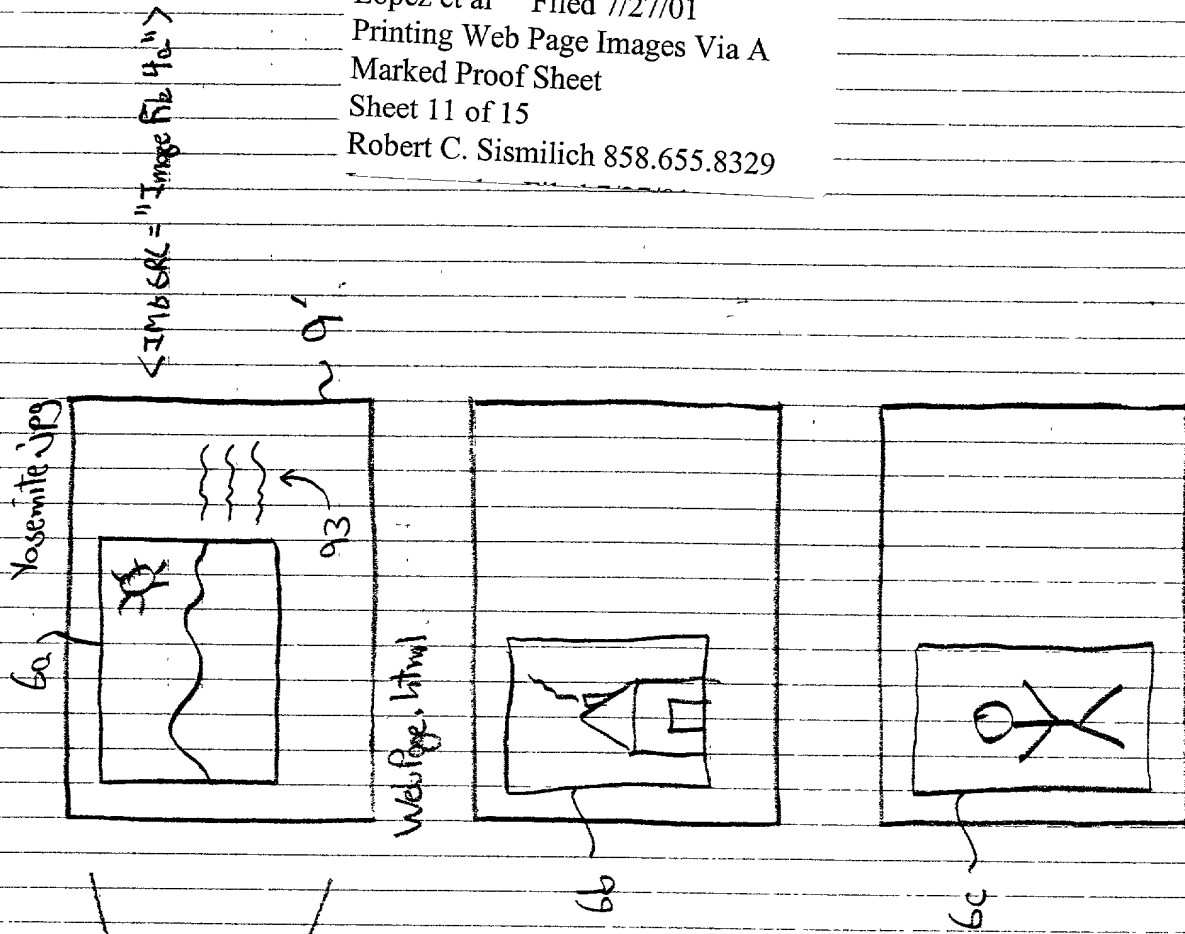 Lopez et al Filed 7/27/01
Printing Web Page Images Via A
Marked Proof Sheet
Sheet 11 of 15
Robert C. Sismilich 858.655.8329
<IMG SRC = "Image File 4a">
Yosemite.jpg
6a
9'
93
WebPage.html
6b
6c